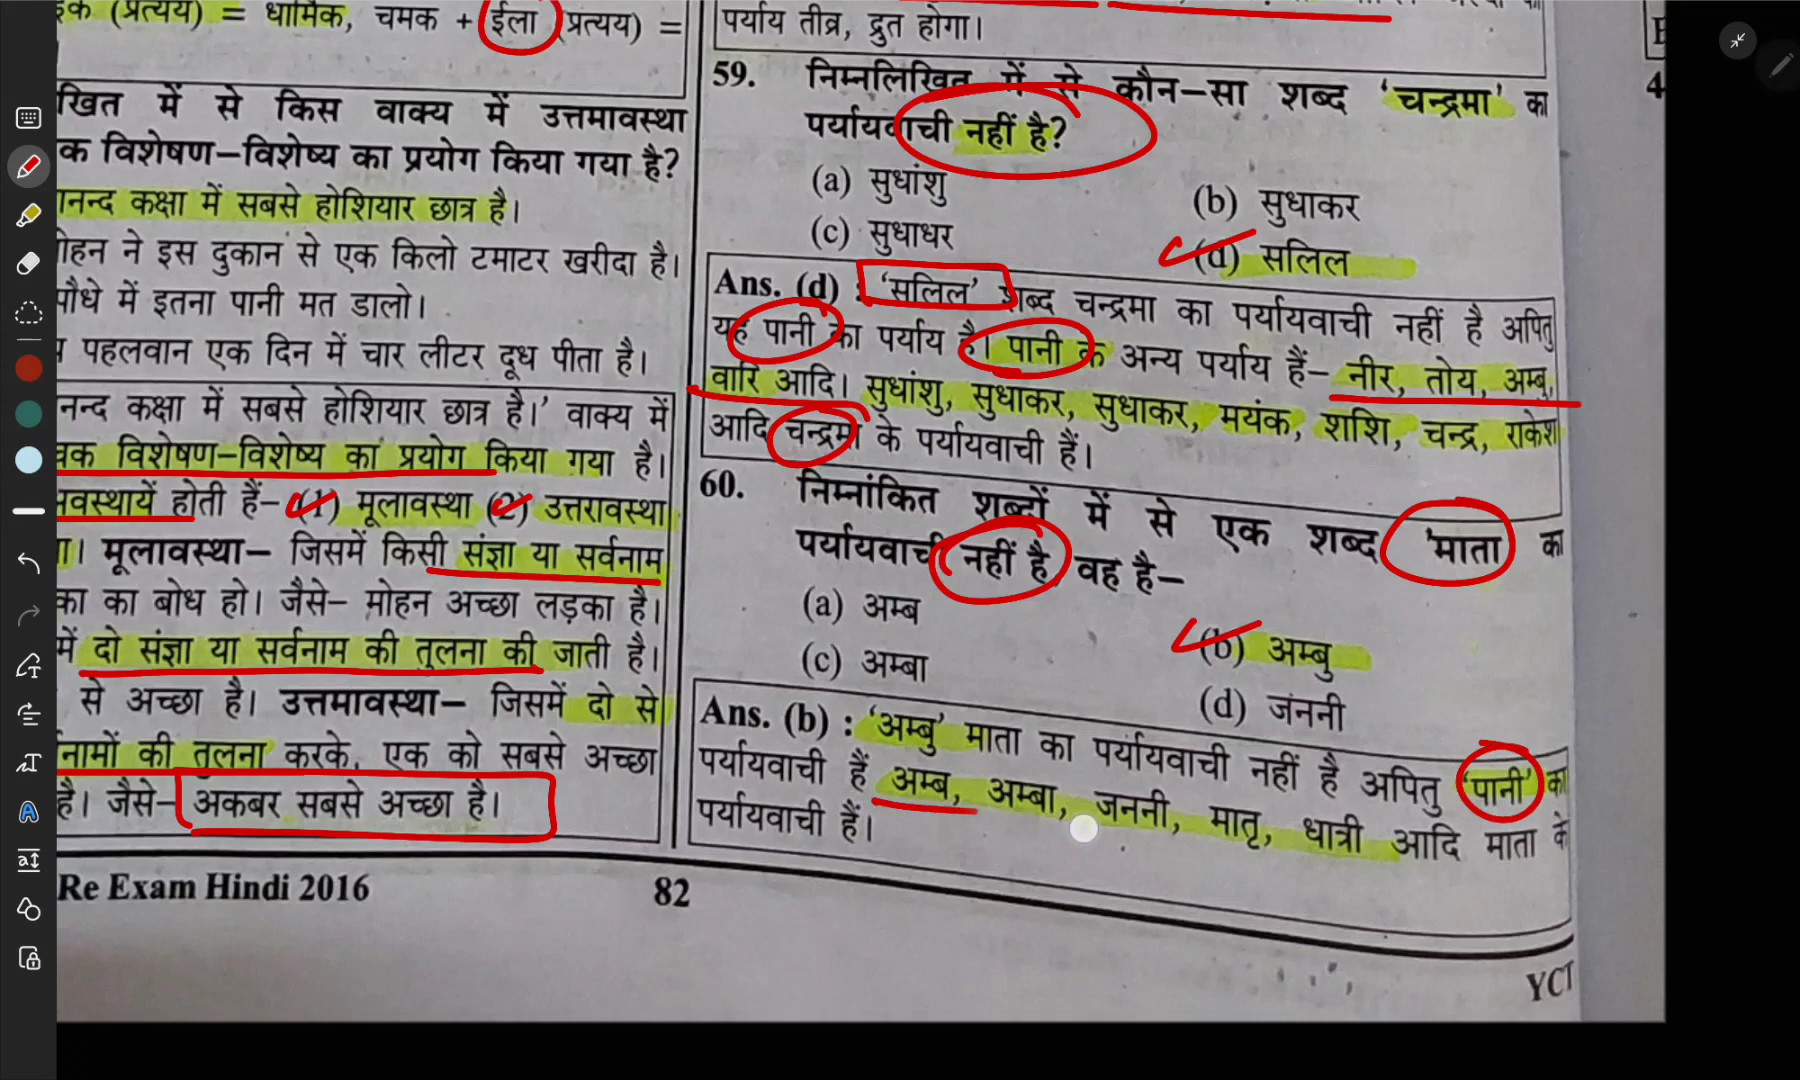 इक (प्रत्यय) = धार्मिक, चमक + ईला (प्रत्यय) =
खित में से किस वाक्य में उत्तमावस्था
क विशेषण–विशेष्य का प्रयोग किया गया है?
ानन्द कक्षा में सबसे होशियार छात्र है।
ोहन ने इस दुकान से एक किलो टमाटर खरीदा है।
पौधे में इतना पानी मत डालो।
पहलवान एक दिन में चार लीटर दूध पीता है।
नन्द कक्षा में सबसे होशियार छात्र है।' वाक्य में
चक विशेषण–विशेष्य का प्रयोग किया गया है।
वस्थायें होती हैं– (1) मूलावस्था (2) उत्तरावस्था
ा। मूलावस्था– जिसमें किसी संज्ञा या सर्वनाम
का का बोध हो। जैसे– मोहन अच्छा लड़का है।
में दो संज्ञा या सर्वनाम की तुलना की जाती है।
से अच्छा है। उत्तमावस्था– जिसमें दो से
नामों की तुलना करके, एक को सबसे अच्छा
है। जैसे– अकबर सबसे अच्छा है।
Re Exam Hindi 2016
82
पर्याय तीव्र, द्रुत होगा।
59. निम्नलिखित में से कौन–सा शब्द 'चन्द्रमा' का
पर्यायवाची नहीं है?
(a) सुधांशु (b) सुधाकर
(c) सुधाधर (d) सलिल
Ans. (d) : 'सलिल' शब्द चन्द्रमा का पर्यायवाची नहीं है अपितु
यह पानी का पर्याय है। पानी के अन्य पर्याय हैं– नीर, तोय, अम्बु,
वारि आदि। सुधांशु, सुधाकर, सुधाकर, मयंक, शशि, चन्द्र, राकेश
आदि चन्द्रमा के पर्यायवाची हैं।
60. निम्नांकित शब्दों में से एक शब्द 'माता' का
पर्यायवाची नहीं है, वह है–
(a) अम्ब (b) अम्बु
(c) अम्बा (d) जननी
Ans. (b) : 'अम्बु' माता का पर्यायवाची नहीं है अपितु 'पानी' का
पर्यायवाची हैं अम्ब, अम्बा, जननी, मातृ, धात्री आदि माता के
पर्यायवाची हैं।
YCT
4